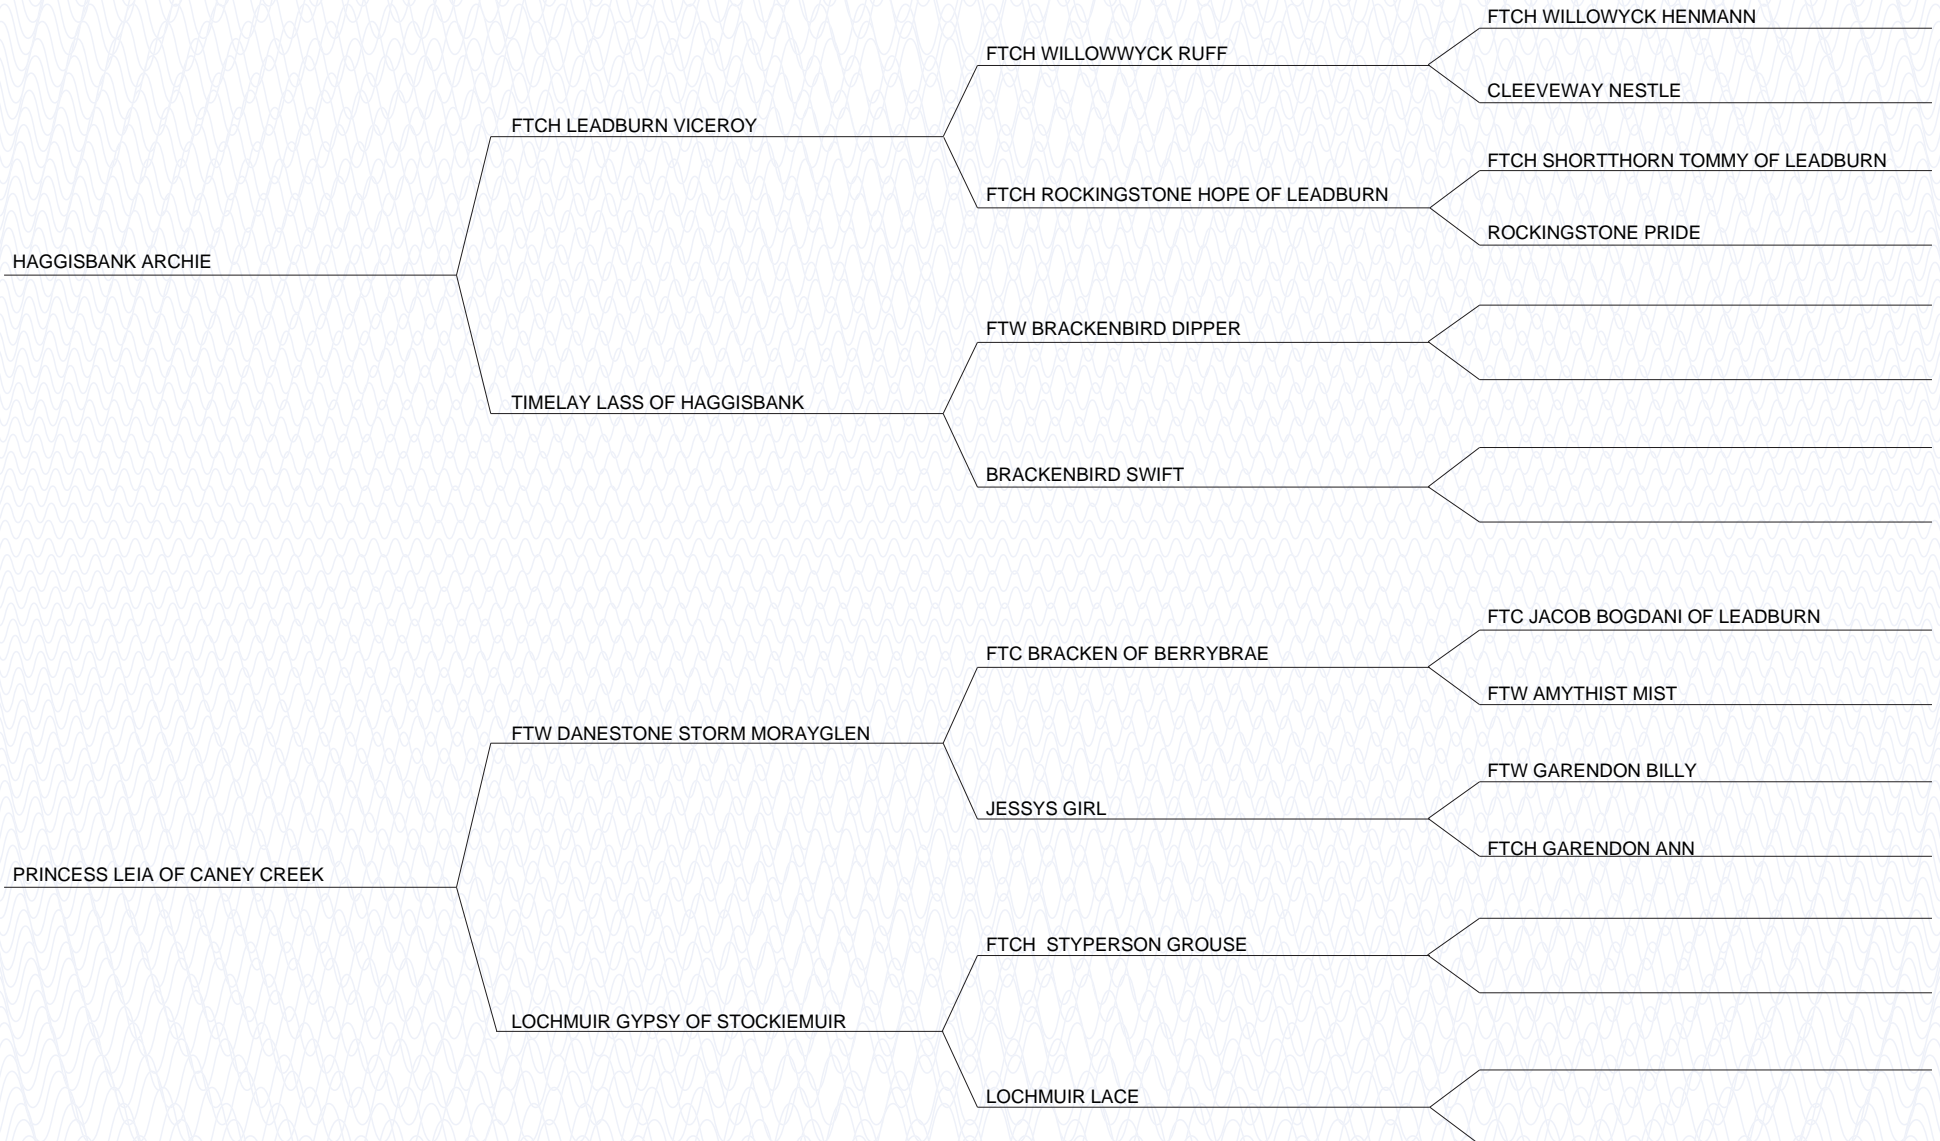 FTCH WILLOWYCK HENMANN
FTCH WILLOWWYCK RUFF
CLEEVEWAY NESTLE
FTCH LEADBURN VICEROY
FTCH SHORTTHORN TOMMY OF LEADBURN
FTCH ROCKINGSTONE HOPE OF LEADBURN
ROCKINGSTONE PRIDE
HAGGISBANK ARCHIE
FTW BRACKENBIRD DIPPER
TIMELAY LASS OF HAGGISBANK
BRACKENBIRD SWIFT
FTC JACOB BOGDANI OF LEADBURN
FTC BRACKEN OF BERRYBRAE
FTW AMYTHIST MIST
FTW DANESTONE STORM MORAYGLEN
FTW GARENDON BILLY
JESSYS GIRL
FTCH GARENDON ANN
PRINCESS LEIA OF CANEY CREEK
FTCH  STYPERSON GROUSE
LOCHMUIR GYPSY OF STOCKIEMUIR
LOCHMUIR LACE